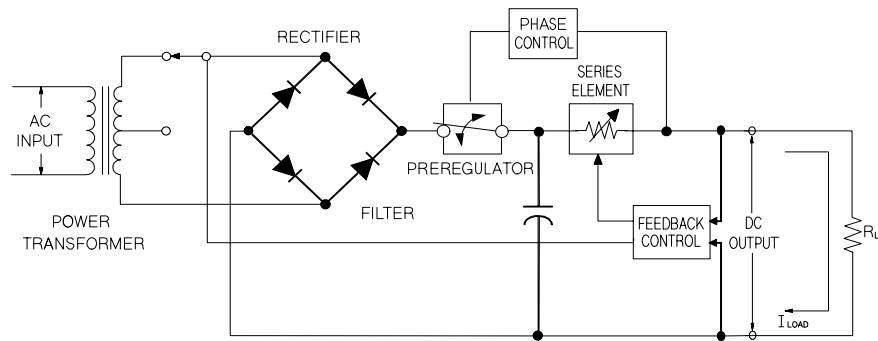 PHASE
CONTROL
RECTIFIER
SERIES
ELEMENT
AC
INPUT
PREREGULATOR
POWER
TRANSFORMER
FILTER
FEEDBACK
CONTROL
DC
OUTPUT
RL
ILOAD